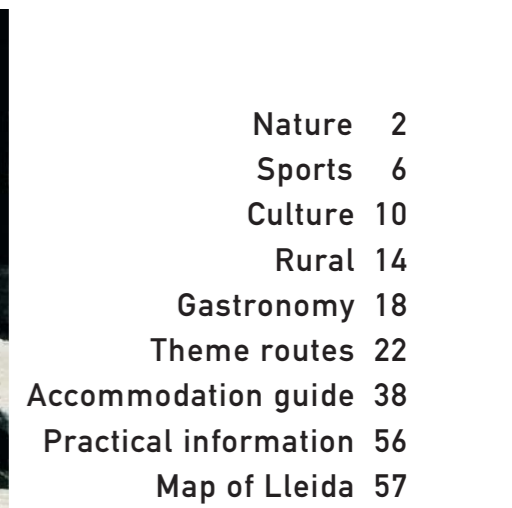 Nature 2
Sports 6
Culture 10
Rural 14
Gastronomy 18
Theme routes 22
Accommodation guide 38
Practical information 56
Map of Lleida 57